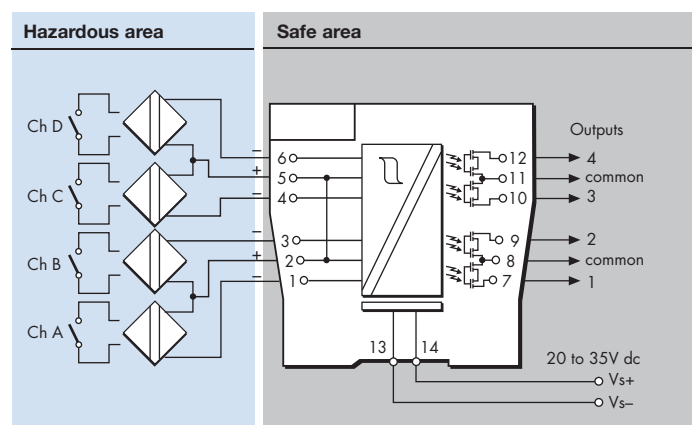 Hazardous area
Safe area
Ch D
Ch C
Ch B
Ch A
–
+
–
–
+
–
6
5
4
3
2
1
12
11
10
9
8
7
13
14
Outputs
4
common
3
2
common
1
20 to 35V dc
Vs+
Vs–